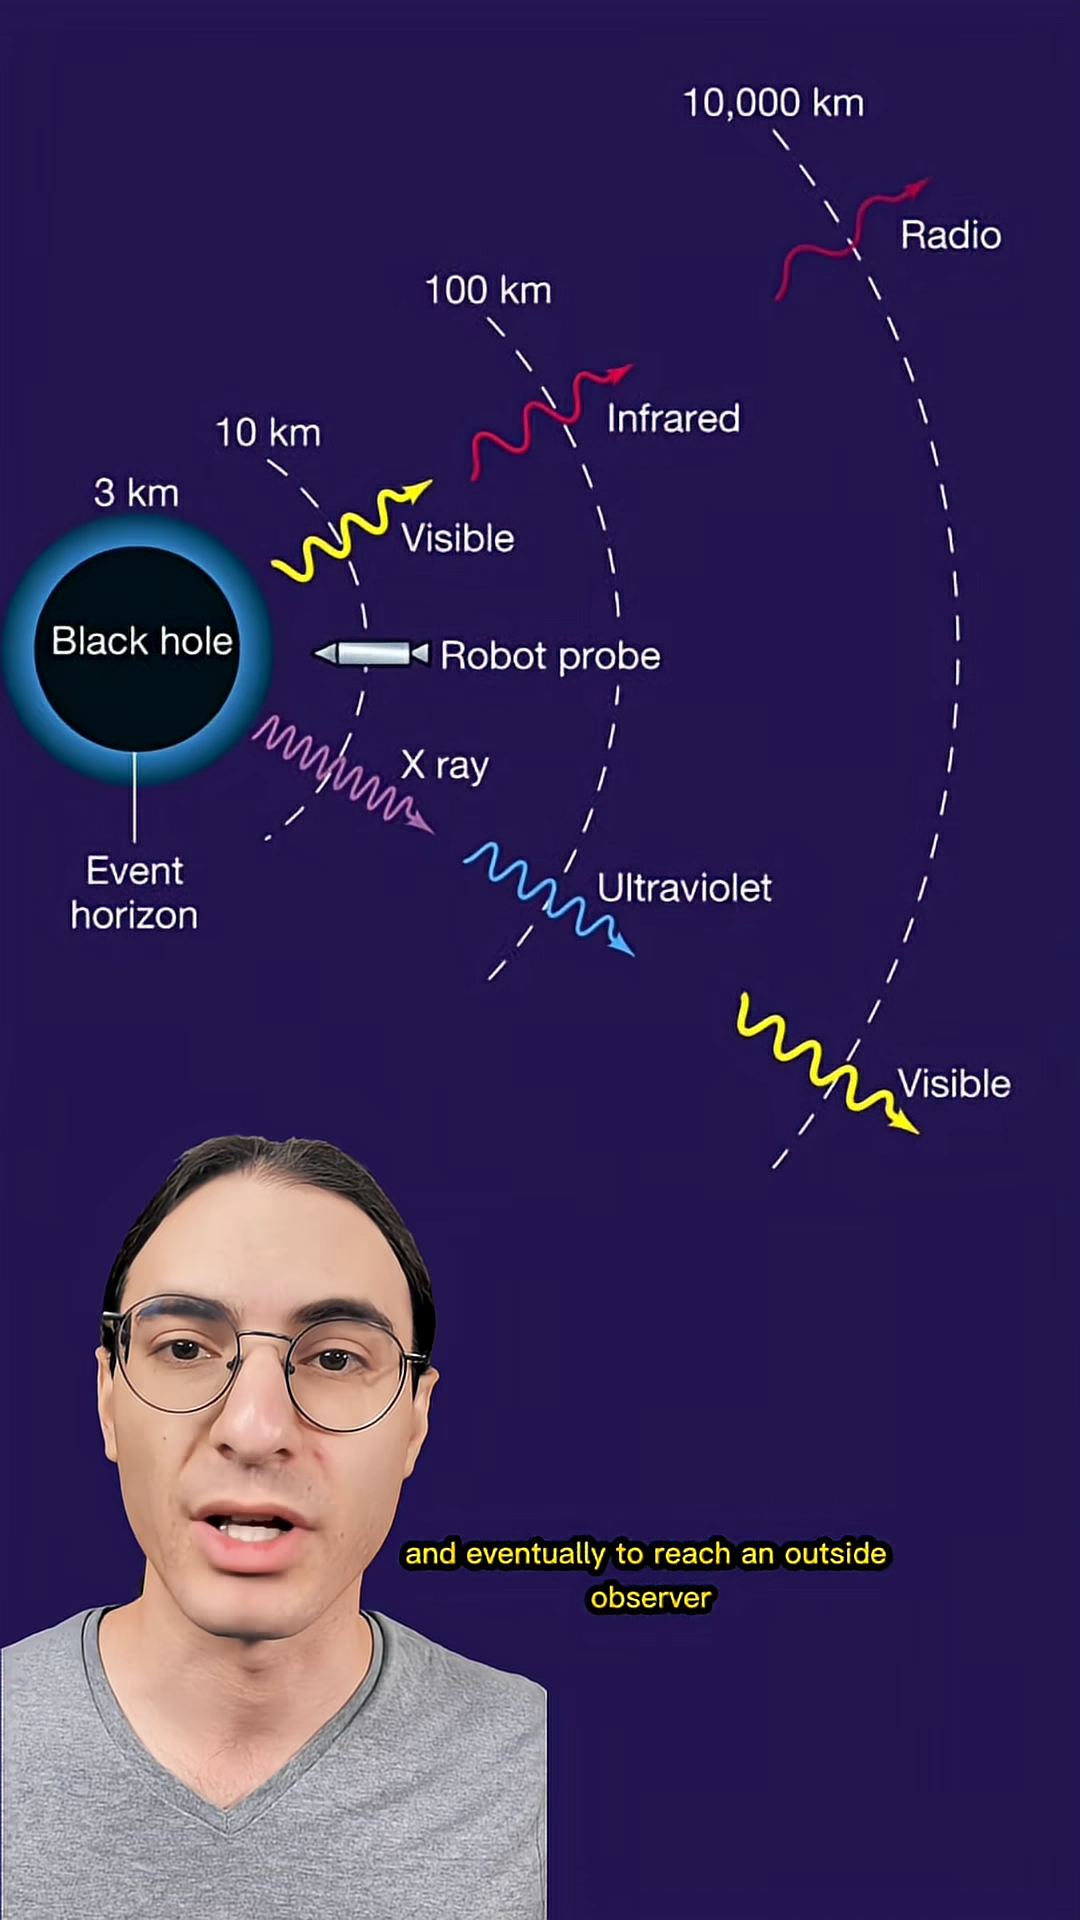 10,000 km
Radio
100 km
Infrared
10 km
3 km
Visible
Black hole
Robot probe
X ray
Event
horizon
Ultraviolet
Visible
and eventually to reach an outside
observer